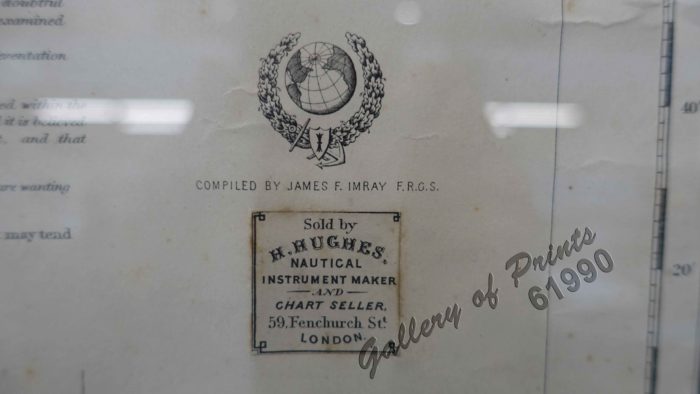 doubtful
examined
ed, within the
it is believed
t, and that
are wanting
may tend
COMPILED BY JAMES F. IMRAY F.R.G.S.
Sold by
H. HUGHES,
NAUTICAL
INSTRUMENT MAKER
AND
CHART SELLER,
59, Fenchurch St.
LONDON.
40'
20'
Gallery of Prints
61990